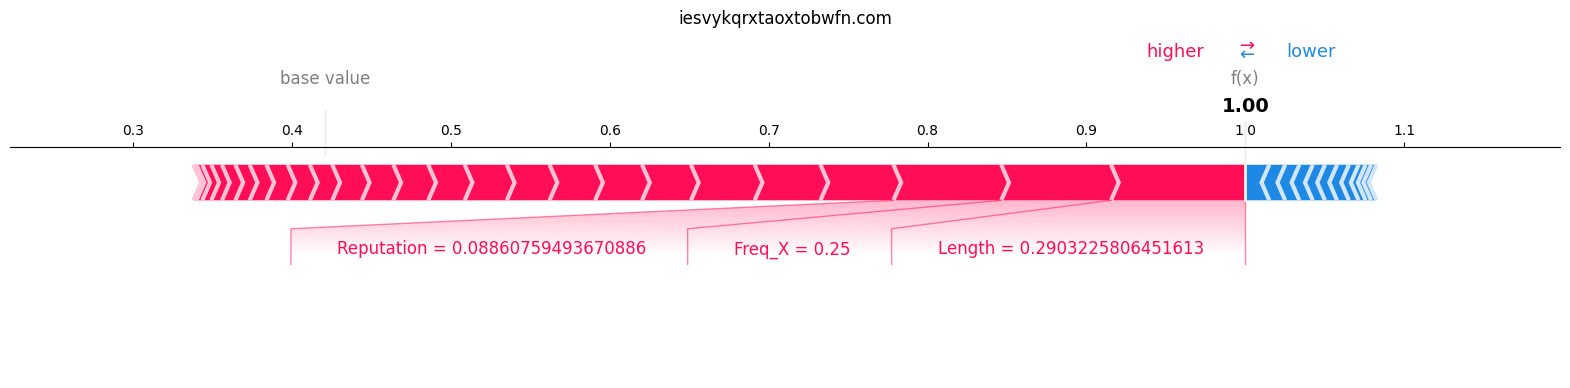 iesvykqrxtaoxtobwfn.com
higher ⇄ lower
base value f(x)
1.00
0.3 0.4 0.5 0.6 0.7 0.8 0.9 1.0 1.1
Reputation = 0.08860759493670886 Freq_X = 0.25 Length = 0.2903225806451613